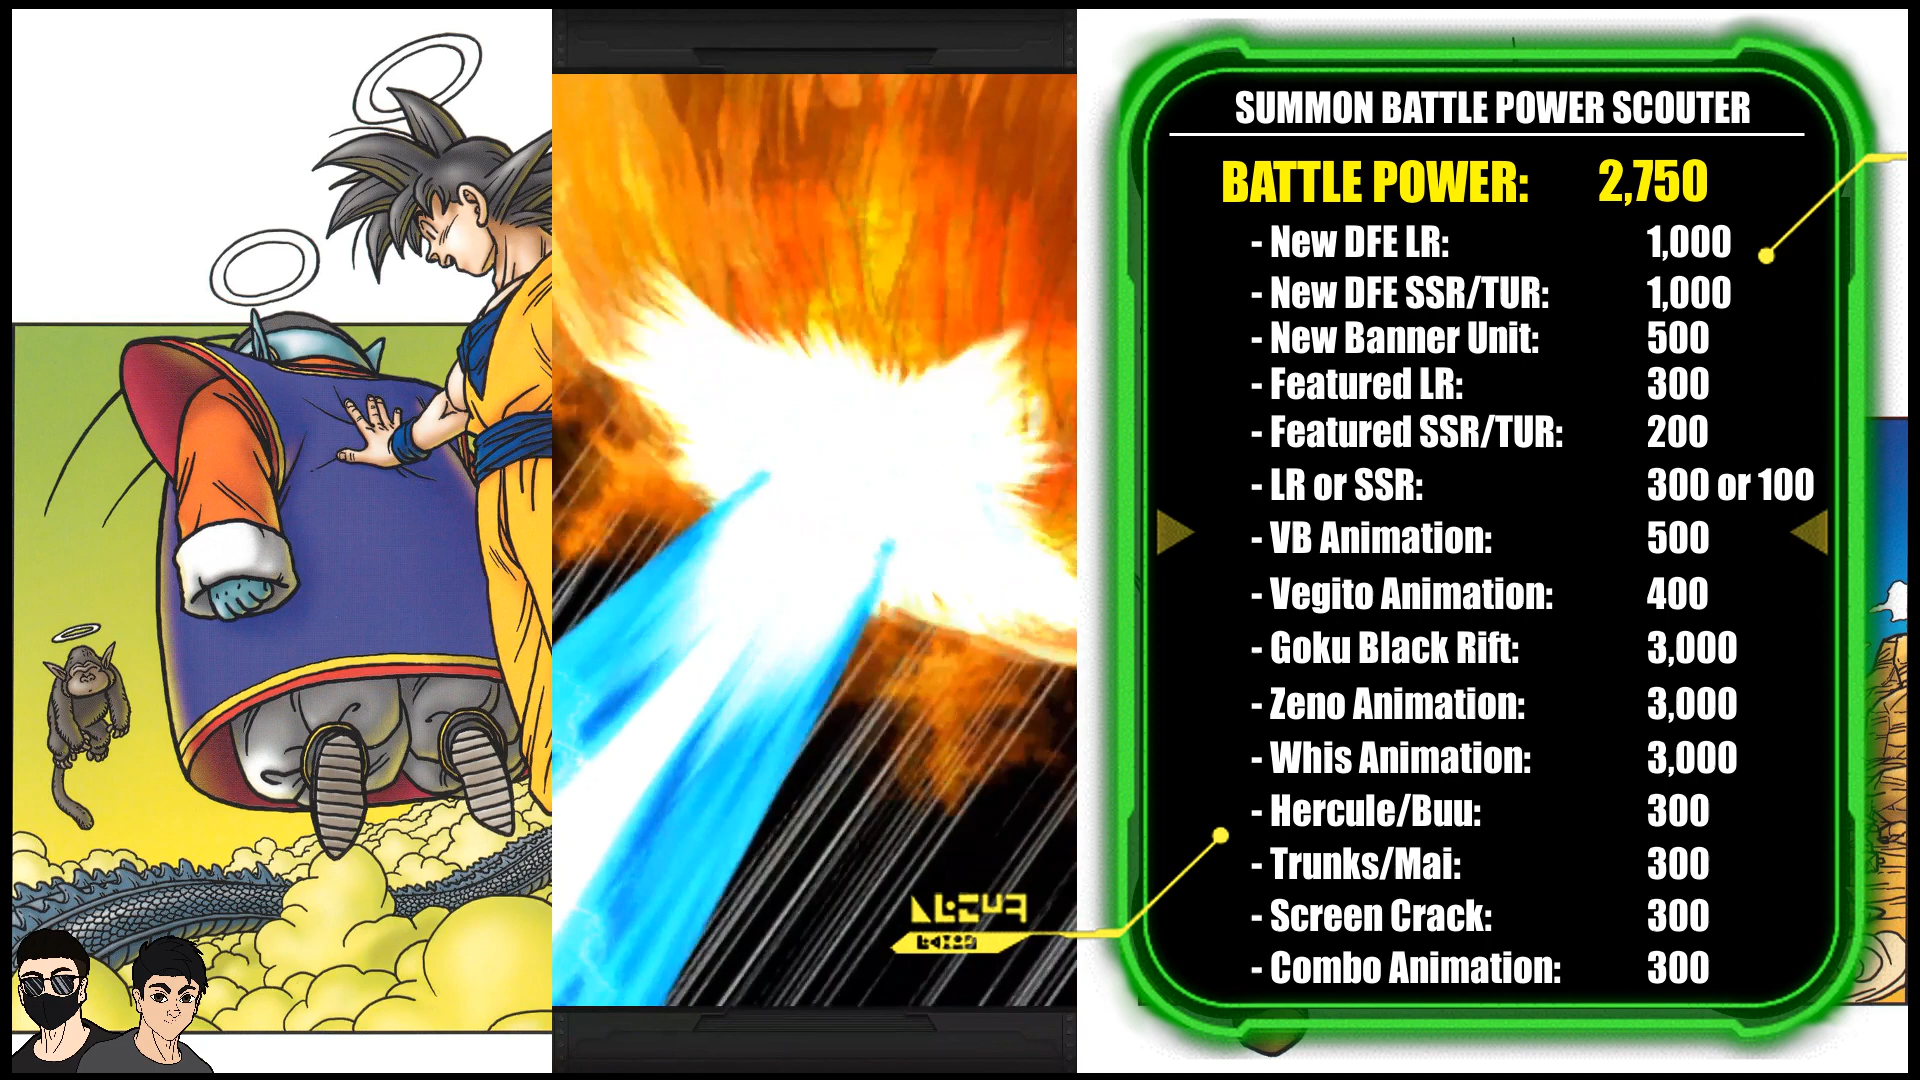 SUMMON BATTLE POWER SCOUTER
BATTLE POWER: 2,750
- New DFE LR: 1,000
- New DFE SSR/TUR: 1,000
- New Banner Unit: 500
- Featured LR: 300
- Featured SSR/TUR: 200
- LR or SSR: 300 or 100
- VB Animation: 500
- Vegito Animation: 400
- Goku Black Rift: 3,000
- Zeno Animation: 3,000
- Whis Animation: 3,000
- Hercule/Buu: 300
- Trunks/Mai: 300
- Screen Crack: 300
- Combo Animation: 300